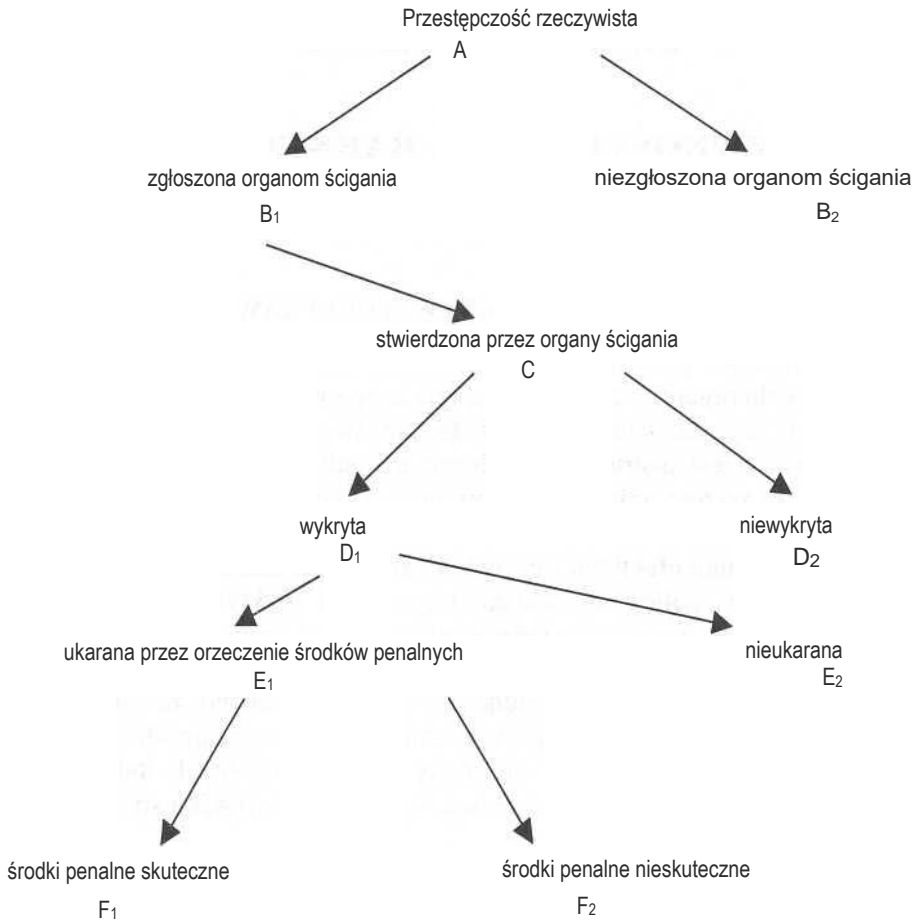 Przestępczość rzeczywista
A
zgłoszona organom ścigania
B1
niezgłoszona organom ścigania
B2
stwierdzona przez organy ścigania
C
wykryta
D1
niewykryta
D2
ukarana przez orzeczenie środków penalnych
E1
nieukarana
E2
środki penalne skuteczne
F1
środki penalne nieskuteczne
F2